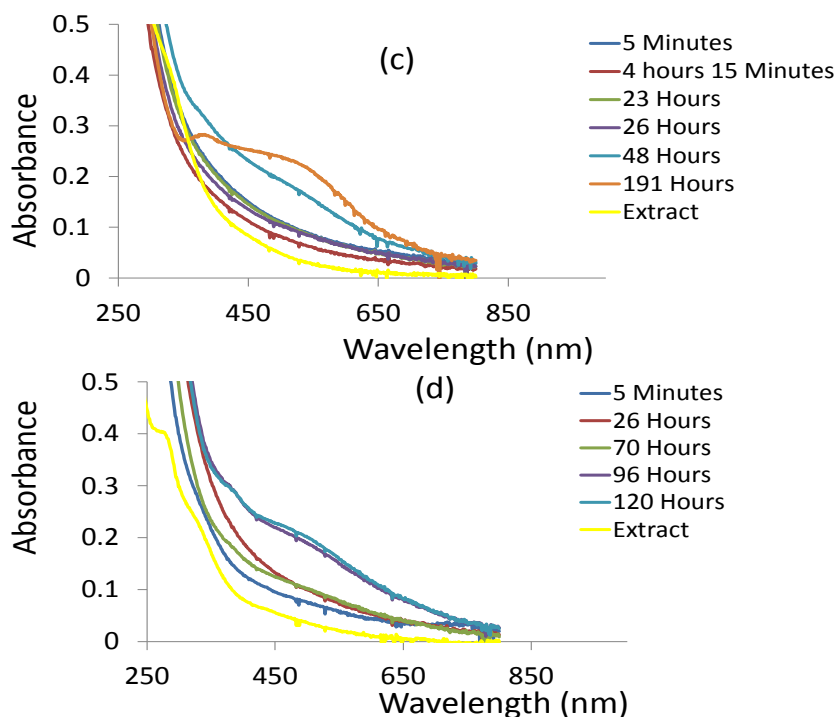 (c)
Absorbance
0.5
0.4
0.3
0.2
0.1
0
250 450 650 850
Wavelength (nm)
5 Minutes
4 hours 15 Minutes
23 Hours
26 Hours
48 Hours
191 Hours
Extract
(d)
Absorbance
0.5
0.4
0.3
0.2
0.1
0
250 450 650 850
Wavelength (nm)
5 Minutes
26 Hours
70 Hours
96 Hours
120 Hours
Extract